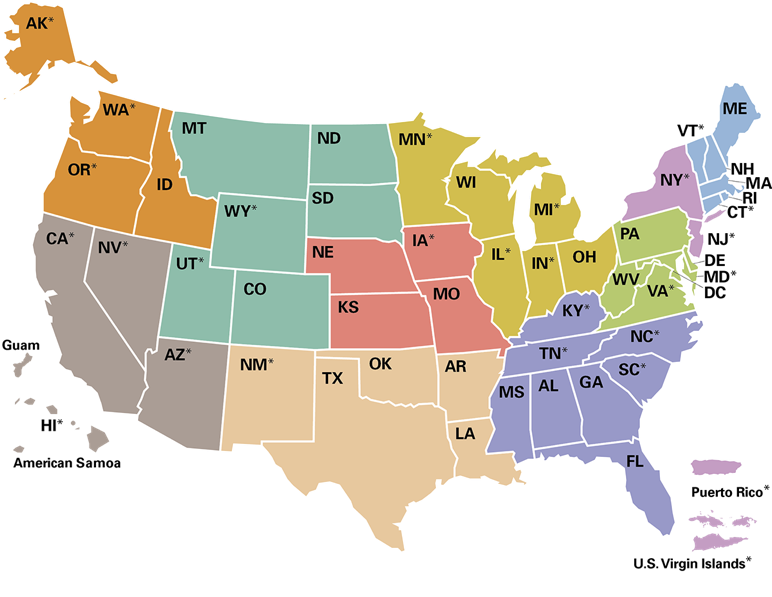 AK*
WA*
MT
ND
MN*
VT*
ME
OR*
ID
WI
NY*
NH
MA
RI
CT*
SD
WY*
MI*
PA
NJ*
CA*
NV*
UT*
NE
IA*
IL*
IN*
OH
DE
MD*
DC
WV
VA*
CO
KS
MO
KY*
NC*
Guam
AZ*
NM*
TX
OK
AR
TN*
SC*
MS
AL
GA
HI*
LA
American Samoa
FL
Puerto Rico*
U.S. Virgin Islands*